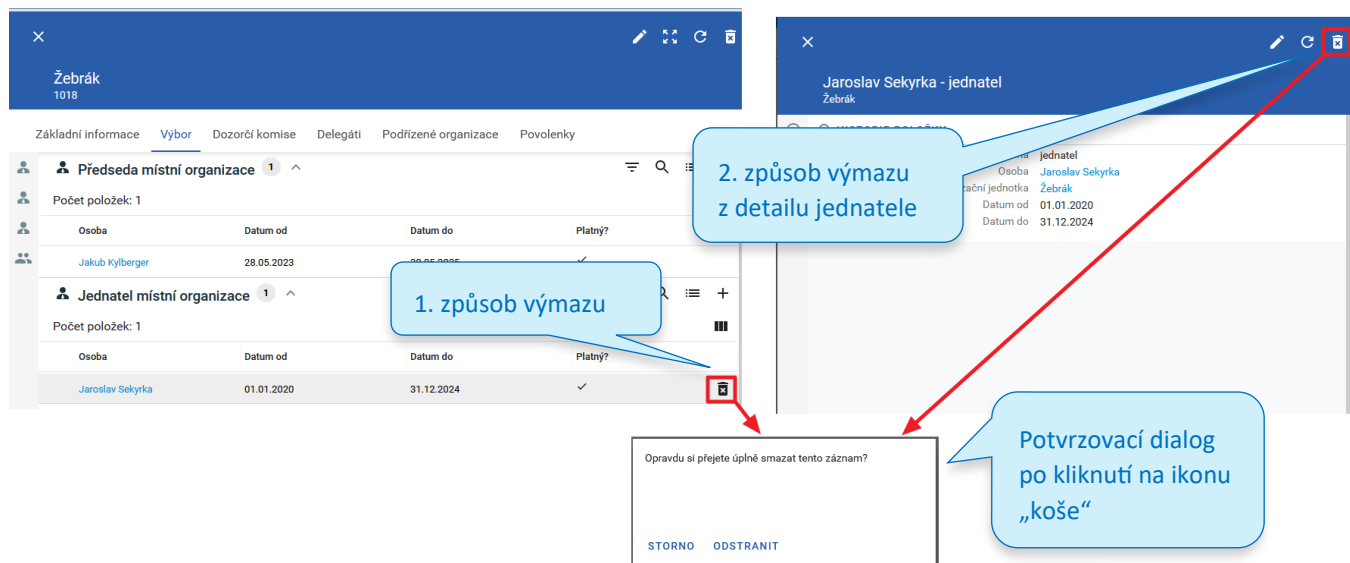 Žebrák
1018
Základní informace Výbor Dozorčí komise Delegáti Podřízené organizace Povolenky
Předseda místní organizace 1
Počet položek: 1
Osoba Datum od Datum do Platný?
Jakub Kylberger 28.05.2023
Jednatel místní organizace 1
Počet položek: 1
Osoba Datum od Datum do Platný?
Jaroslav Sekyrka 01.01.2020 31.12.2024
1. způsob výmazu
Jaroslav Sekyrka - jednatel
Žebrák
2. způsob výmazu
z detailu jednatele
jednatel
Osoba Jaroslav Sekyrka
jednotka Žebrák
Datum od 01.01.2020
Datum do 31.12.2024
Opravdu si přejete úplně smazat tento záznam?
STORNO ODSTRANIT
Potvrzovací dialog
po kliknutí na ikonu
„koše“